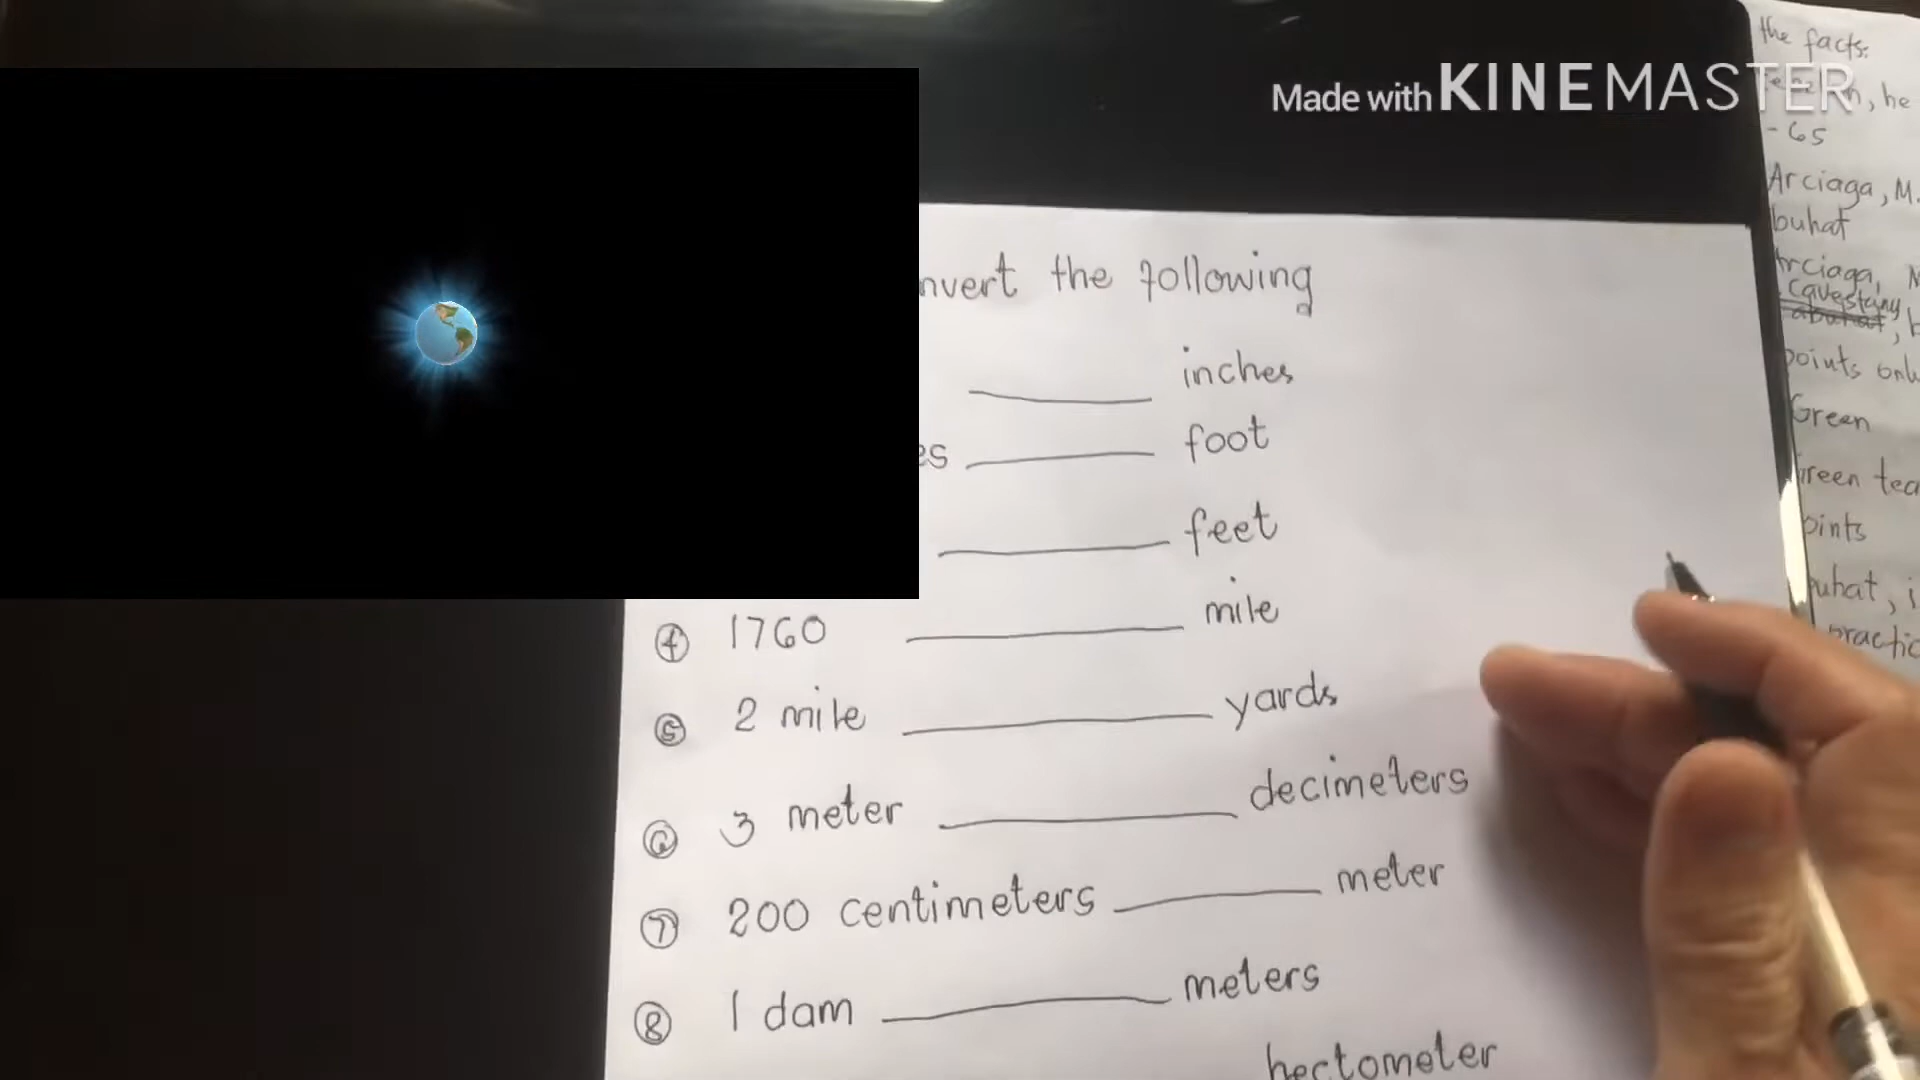 Made with KINEMASTER
nvert the following
inches
es foot
feet
④ 1760 mile
⑤ 2 mile yards
⑥ 3 meter decimeters
⑦ 200 centimeters meter
⑧ 1 dam meters
hectometer
the facts:
, he
- 65
Arciaga, M.
buhat
Arciaga,
cavestany
points only
Green
Green tea
points
buhat, i
practic